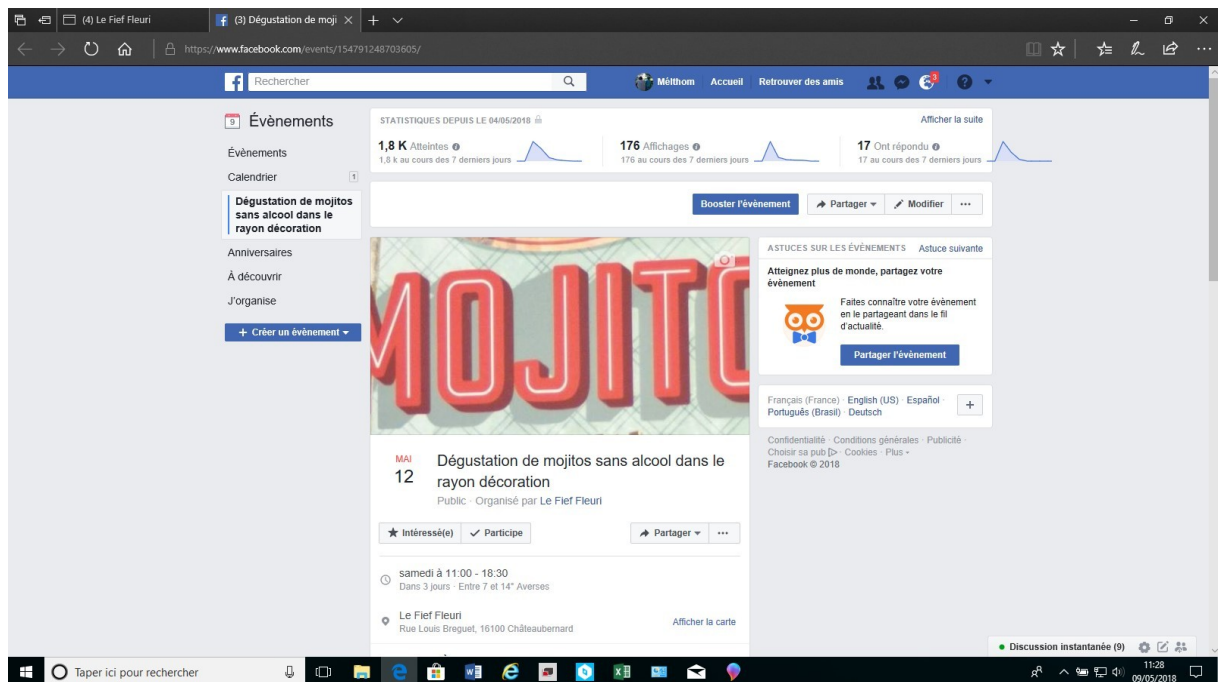 (4) Le Fief Fleuri
(3) Dégustation de moji
https://www.facebook.com/events/154791248703605/
Rechercher
Mélthom
Accueil
Retrouver des amis
3
9
Évènements
Évènements
Calendrier
1
Dégustation de mojitos
sans alcool dans le
rayon décoration
Anniversaires
À découvrir
J'organise
+ Créer un évènement
STATISTIQUES DEPUIS LE 04/05/2018
Afficher la suite
1,8 K Atteintes
1,8 k au cours des 7 derniers jours
176 Affichages
176 au cours des 7 derniers jours
17 Ont répondu
17 au cours des 7 derniers jours
Booster l'évènement
Partager
Modifier
MOJITO
MAI
12
Dégustation de mojitos sans alcool dans le
rayon décoration
Public · Organisé par Le Fief Fleuri
Intéressé(e)
Participe
Partager
samedi à 11:00 - 18:30
Dans 3 jours · Entre 7 et 14° Averses
Le Fief Fleuri
Rue Louis Breguet, 16100 Châteaubernard
Afficher la carte
ASTUCES SUR LES ÉVÈNEMENTS
Astuce suivante
Atteignez plus de monde, partagez votre
évènement
Faites connaître votre évènement
en le partageant dans le fil
d'actualité.
Partager l'évènement
Français (France) · English (US) · Español ·
Português (Brasil) · Deutsch
+
Confidentialité · Conditions générales · Publicité ·
Choisir sa pub · Cookies · Plus
Facebook © 2018
Discussion instantanée (9)
Taper ici pour rechercher
11:28
09/05/2018